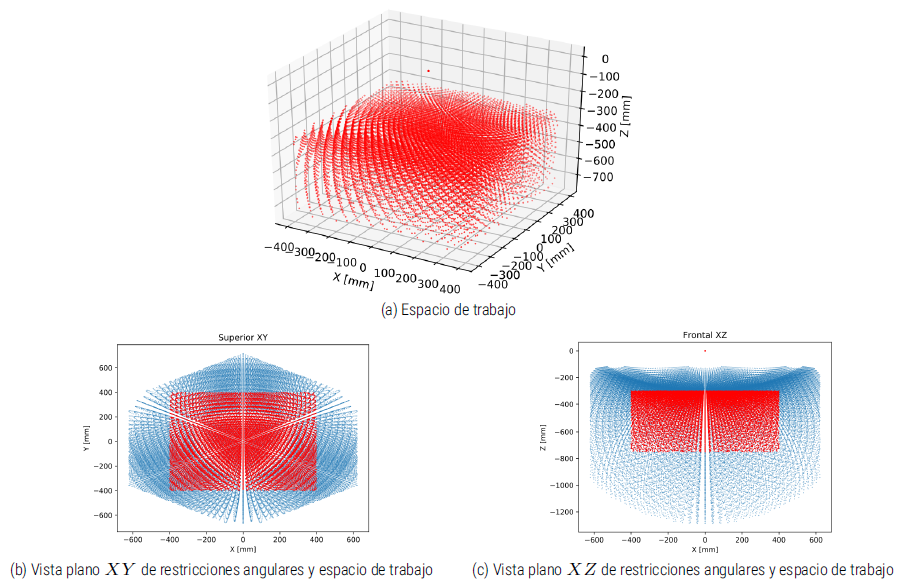 0
−100
−200
−300
−400
−500
−600
−700
Z [mm]
−400
−300
−200
−100
0
100
200
300
400
X [mm]
−400
−300
−200
−100
0
100
200
300
400
Y [mm]
(a) Espacio de trabajo
Superior XY
600
400
200
0
−200
−400
−600
Y [mm]
−600 −400 −200 0 200 400 600
X [mm]
Frontal XZ
0
−200
−400
−600
−800
−1000
−1200
Z [mm]
−600 −400 −200 0 200 400 600
X [mm]
(b) Vista plano XY de restricciones angulares y espacio de trabajo
(c) Vista plano XZ de restricciones angulares y espacio de trabajo